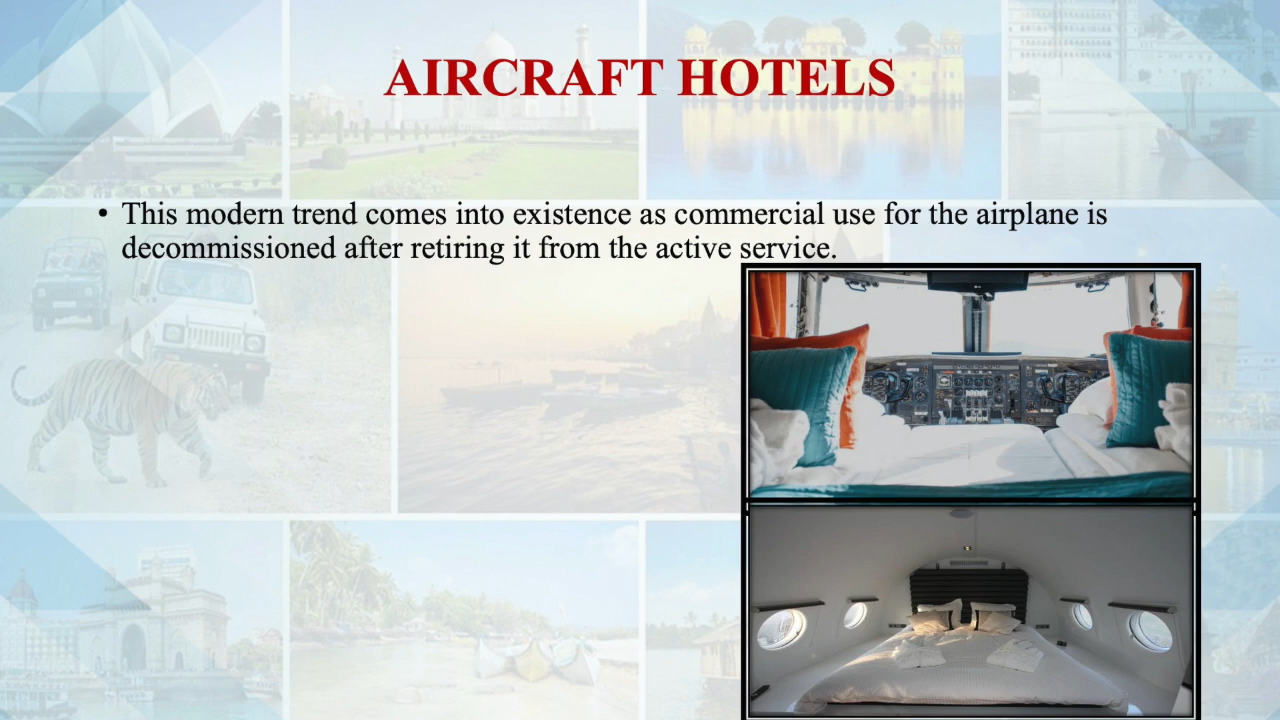 AIRCRAFT HOTELS
• This modern trend comes into existence as commercial use for the airplane is
decommissioned after retiring it from the active service.